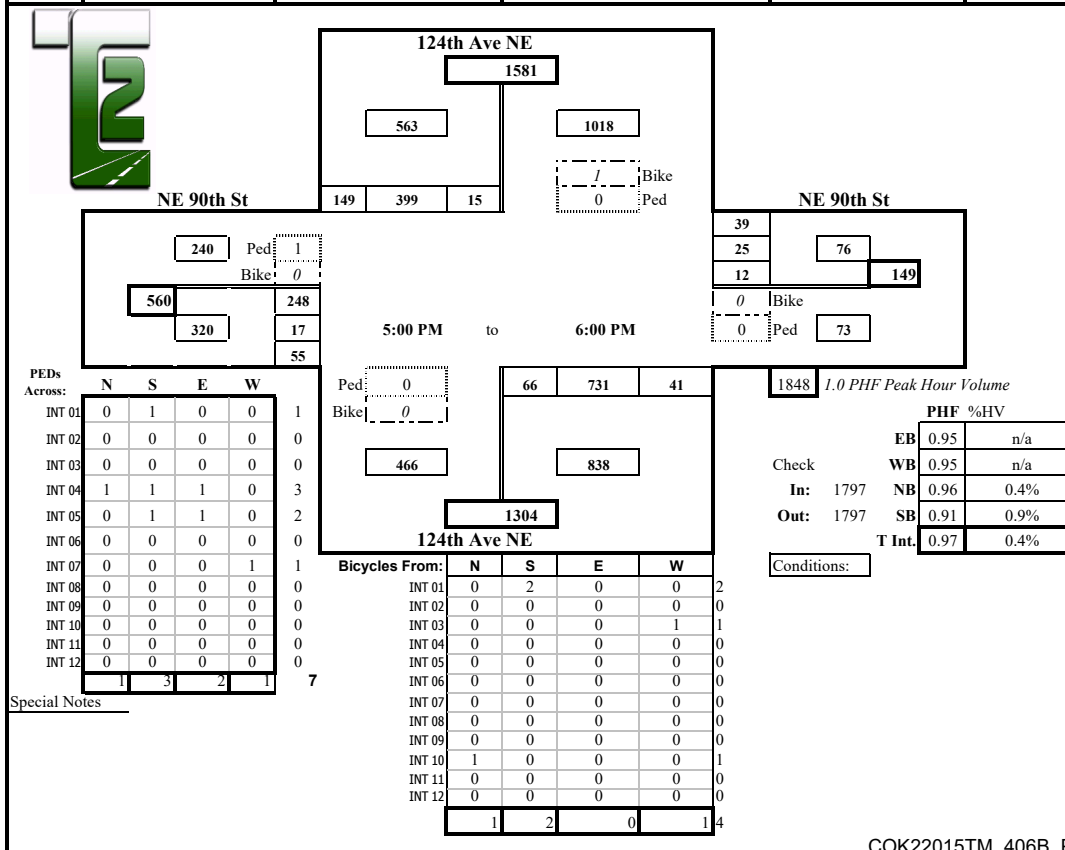 T2
124th Ave NE
1581
563 1018
1 Bike
0 Ped
NE 90th St 149 399 15 NE 90th St
39
240 Ped 1 25 76
Bike 0 12 149
560 248 0 Bike
320 17 5:00 PM to 6:00 PM 0 Ped 73
55
PEDs
Across: N S E W Ped 0 66 731 41 1848 1.0 PHF Peak Hour Volume
INT 01 0 1 0 0 1 Bike 0 PHF %HV
INT 02 0 0 0 0 0 EB 0.95 n/a
INT 03 0 0 0 0 0 466 838 Check WB 0.95 n/a
INT 04 1 1 1 0 3 In: 1797 NB 0.96 0.4%
INT 05 0 1 1 0 2 1304 Out: 1797 SB 0.91 0.9%
INT 06 0 0 0 0 0 124th Ave NE T Int. 0.97 0.4%
INT 07 0 0 0 1 1 Bicycles From: N S E W Conditions:
INT 08 0 0 0 0 0 INT 01 0 2 0 0 2
INT 09 0 0 0 0 0 INT 02 0 0 0 0 0
INT 10 0 0 0 0 0 INT 03 0 0 0 1 1
INT 11 0 0 0 0 0 INT 04 0 0 0 0 0
INT 12 0 0 0 0 0 INT 05 0 0 0 0 0
1 3 2 1 7 INT 06 0 0 0 0 0
Special Notes INT 07 0 0 0 0 0
INT 08 0 0 0 0 0
INT 09 0 0 0 0 0
INT 10 1 0 0 0 1
INT 11 0 0 0 0 0
INT 12 0 0 0 0 0
1 2 0 1 4
COK22015TM_406B_